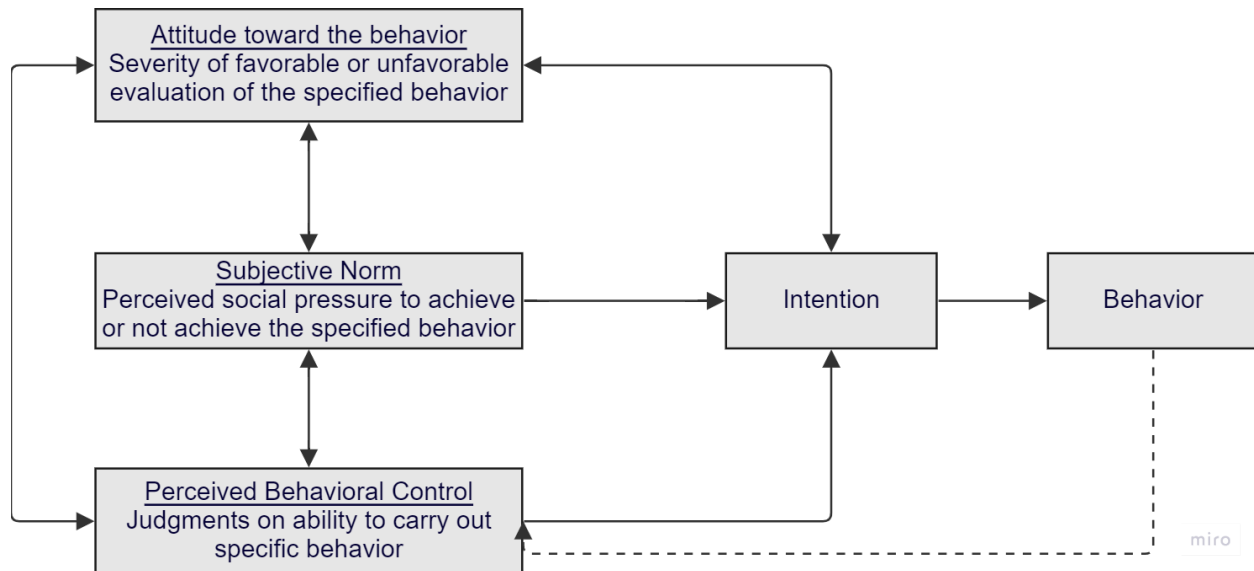 Attitude toward the behavior
Severity of favorable or unfavorable
evaluation of the specified behavior
Subjective Norm
Perceived social pressure to achieve
or not achieve the specified behavior
Intention
Behavior
Perceived Behavioral Control
Judgments on ability to carry out
specific behavior
miro